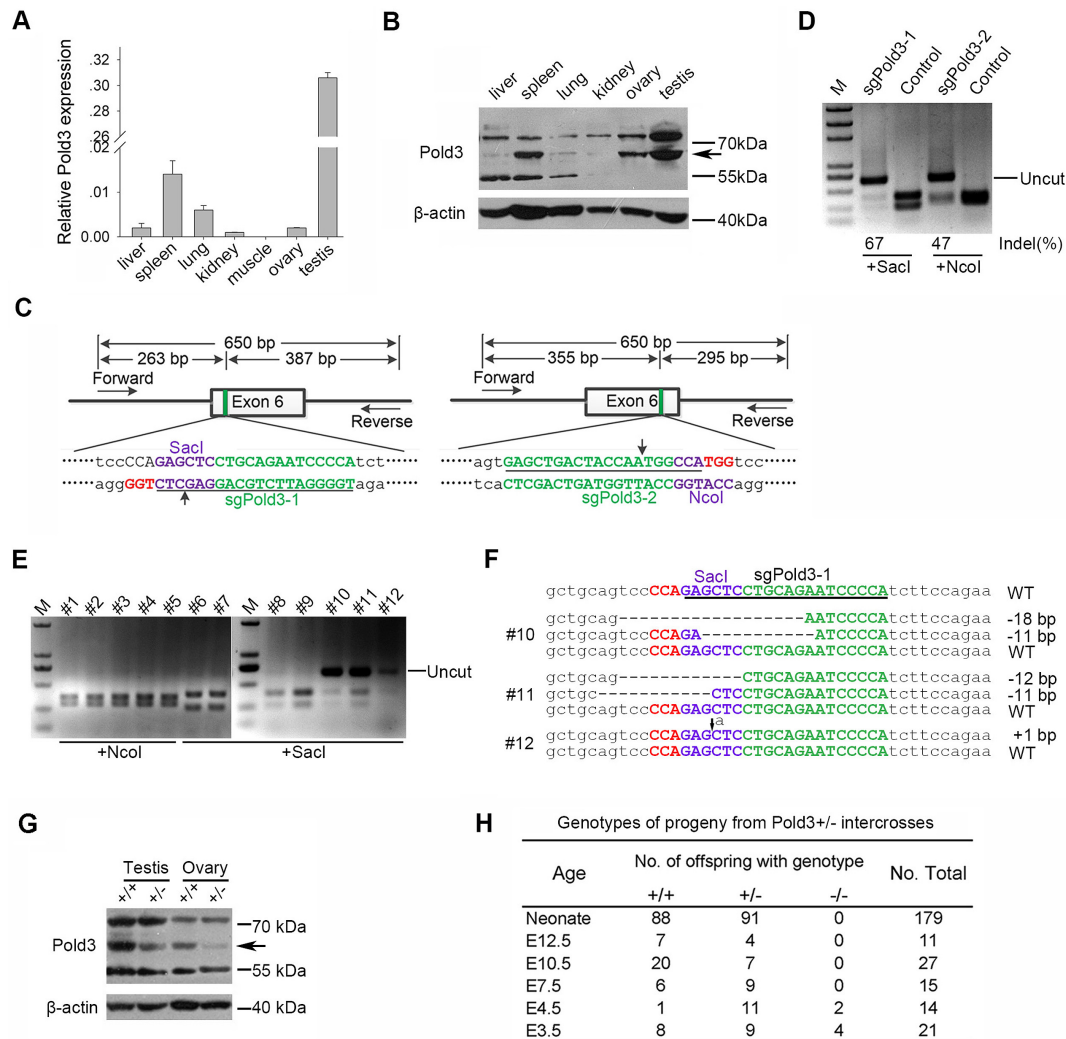 A
Relative Pold3 expression
.32
.30
.28
.26
.02
.01
0.00
liver
spleen
lung
kidney
muscle
ovary
testis
B
liver
spleen
lung
kidney
ovary
testis
Pold3
70kDa
55kDa
β-actin
40kDa
D
M
sgPold3-1
Control
sgPold3-2
Control
Uncut
67
47
Indel(%)
+SacI
+NcoI
C
650 bp
263 bp
387 bp
Forward
Exon 6
Reverse
SacI
······tccCCAGAGCTCCTGCAGAATCCCCAtct······
······aggGGTCTCGAGGACGTCTTAGGGGTaga······
sgPold3-1
650 bp
355 bp
295 bp
Forward
Exon 6
Reverse
······agtGAGCTGACTACCAATGGCCATGGtcc······
······tcaCTCGACTGATGGTTACCGGTACCagg······
sgPold3-2
NcoI
E
M
#1
#2
#3
#4
#5
#6
#7
M
#8
#9
#10
#11
#12
Uncut
+NcoI
+SacI
F
SacI
sgPold3-1
gctgcagtccCCAGAGCTCCTGCAGAATCCCCAtcttccagaa WT
#10
gctgcag------------------AATCCCCAtcttccagaa -18 bp
gctgcagtccCCAGA-----------ATCCCCAtcttccagaa -11 bp
gctgcagtccCCAGAGCTCCTGCAGAATCCCCAtcttccagaa WT
#11
gctgcag------------CTGCAGAATCCCCAtcttccagaa -12 bp
gctgc-----------CTCCTGCAGAATCCCCAtcttccagaa -11 bp
gctgcagtccCCAGAGCTCCTGCAGAATCCCCAtcttccagaa WT
a
#12
gctgcagtccCCAGAGCTCCTGCAGAATCCCCAtcttccagaa +1 bp
gctgcagtccCCAGAGCTCCTGCAGAATCCCCAtcttccagaa WT
G
Testis Ovary
+/+ +/- +/+ +/-
Pold3
70 kDa
55 kDa
β-actin
40 kDa
H
Genotypes of progeny from Pold3+/- intercrosses
Age No. of offspring with genotype No. Total
+/+ +/- -/-
Neonate 88 91 0 179
E12.5 7 4 0 11
E10.5 20 7 0 27
E7.5 6 9 0 15
E4.5 1 11 2 14
E3.5 8 9 4 21